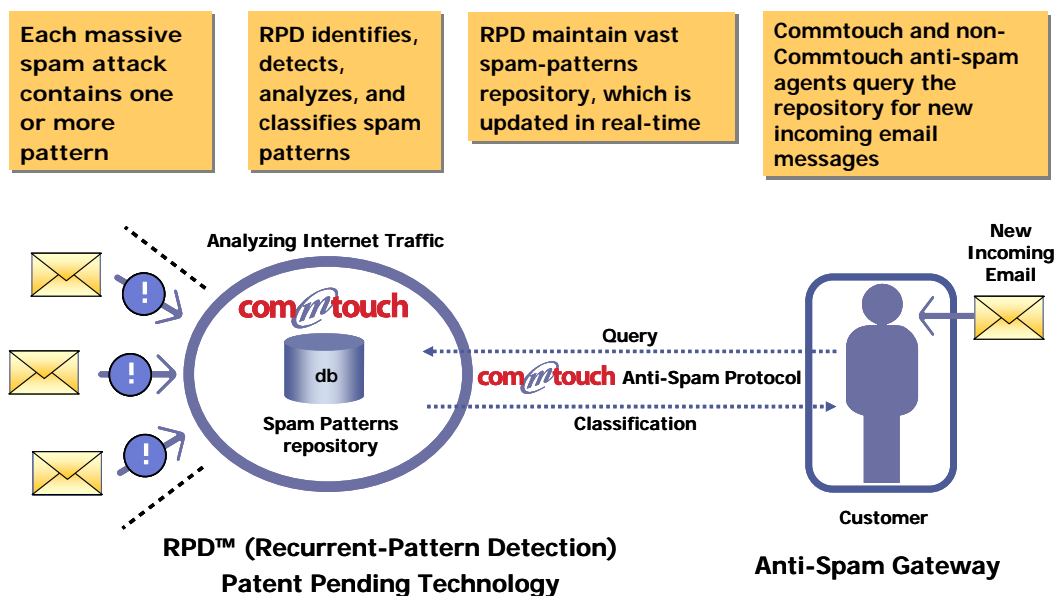 Each massive
spam attack
contains one
or more
pattern
RPD identifies,
detects,
analyzes, and
classifies spam
patterns
RPD maintain vast
spam-patterns
repository, which is
updated in real-time
Commtouch and non-
Commtouch anti-spam
agents query the
repository for new
incoming email
messages
Analyzing Internet Traffic
commtouch
db
Spam Patterns
repository
!
!
!
Query
commtouch Anti-Spam Protocol
Classification
New
Incoming
Email
Customer
RPD™ (Recurrent-Pattern Detection)
Patent Pending Technology
Anti-Spam Gateway